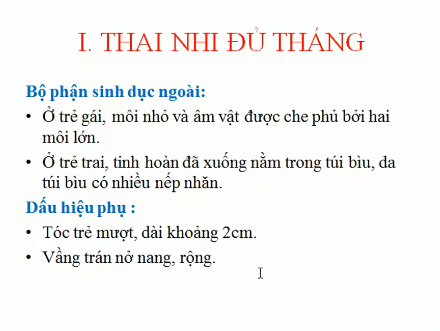 I. THAI NHI ĐỦ THÁNG
Bộ phận sinh dục ngoài:
• Ở trẻ gái, môi nhỏ và âm vật được che phủ bởi hai
môi lớn.
• Ở trẻ trai, tinh hoàn đã xuống nằm trong túi bìu, da
túi bìu có nhiều nếp nhăn.
Dấu hiệu phụ :
• Tóc trẻ mượt, dài khoảng 2cm.
• Vầng trán nở nang, rộng.